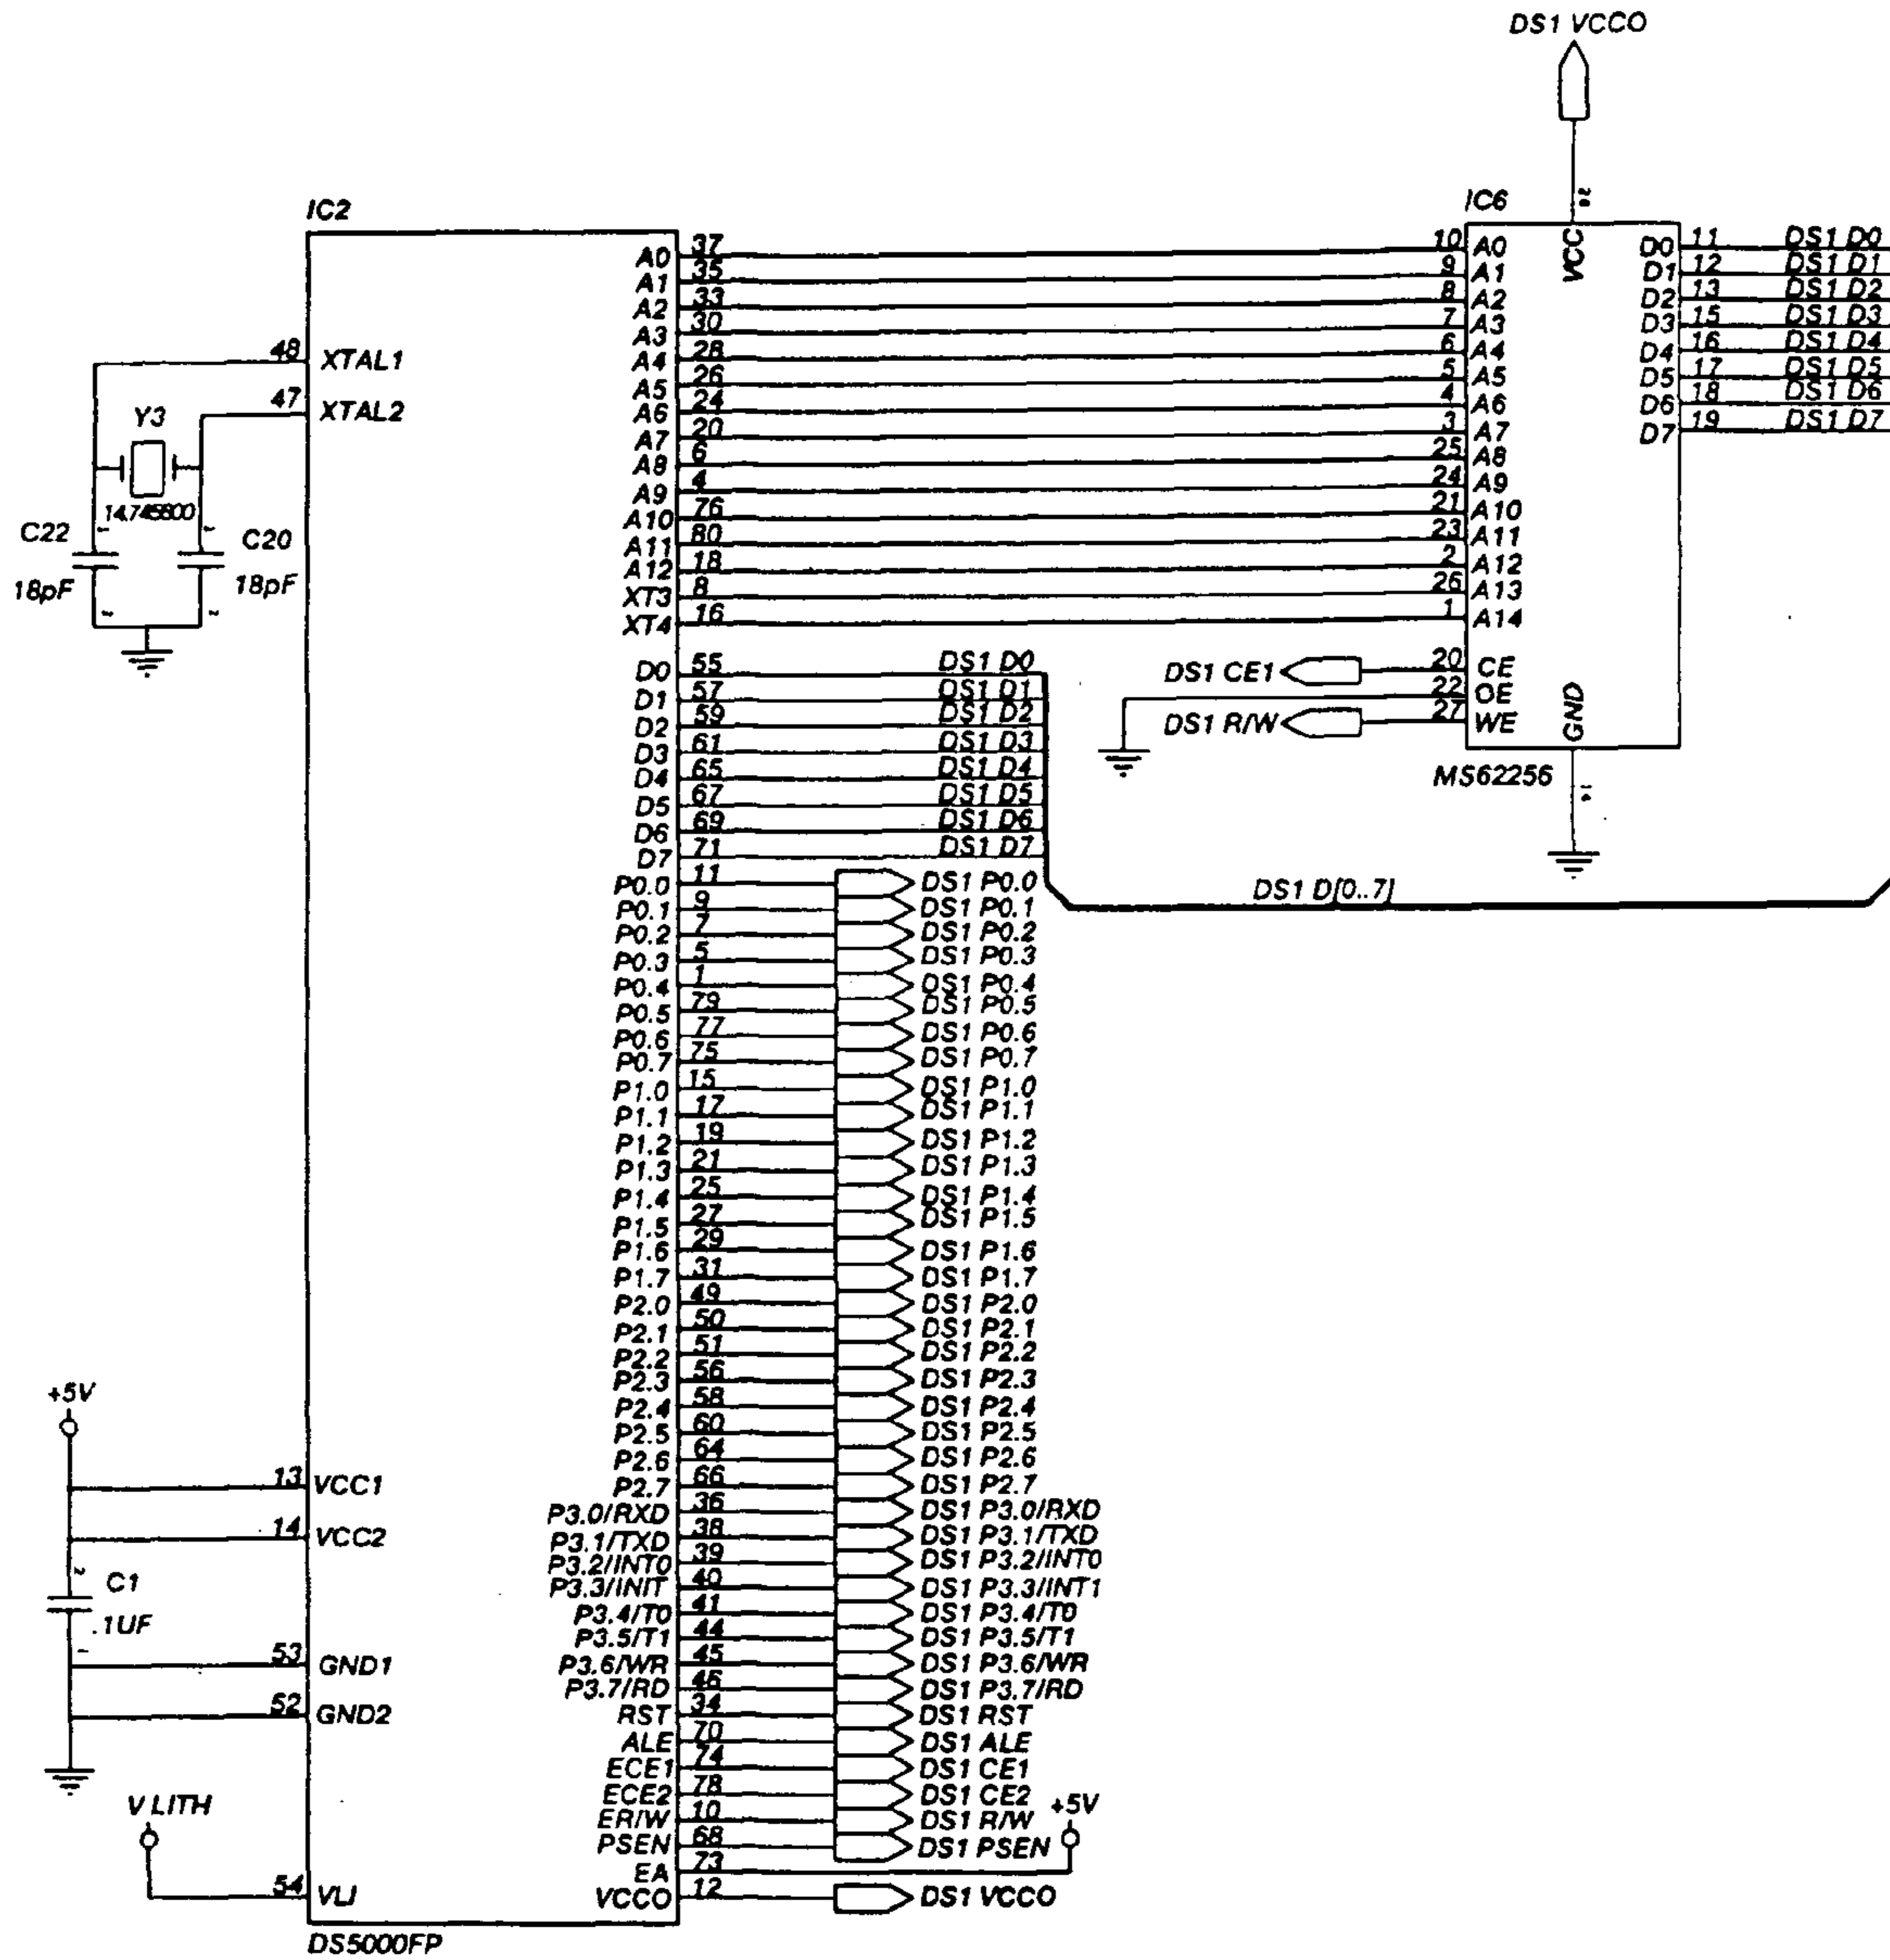 DS1 VCCO
IC2
IC6
VCC
GND
A0 37
A1 35
A2 33
A3 30
A4 28
A5 26
A6 24
A7 20
A8 6
A9 4
A10 76
A11 80
A12 18
XT3 8
XT4 16
10 A0
9 A1
8 A2
7 A3
6 A4
5 A5
4 A6
3 A7
25 A8
24 A9
21 A10
23 A11
2 A12
26 A13
1 A14
20 CE
22 OE
27 WE
DS1 CE1
DS1 R/W
MS62256
D0 11 DS1 D0
D1 12 DS1 D1
D2 13 DS1 D2
D3 15 DS1 D3
D4 16 DS1 D4
D5 17 DS1 D5
D6 18 DS1 D6
D7 19 DS1 D7
48 XTAL1
47 XTAL2
Y3
14.745600
C22
18pF
C20
18pF
D0 55 DS1 D0
D1 57 DS1 D1
D2 59 DS1 D2
D3 61 DS1 D3
D4 65 DS1 D4
D5 67 DS1 D5
D6 69 DS1 D6
D7 71 DS1 D7
DS1 D[0..7]
P0.0 11 DS1 P0.0
P0.1 9 DS1 P0.1
P0.2 7 DS1 P0.2
P0.3 5 DS1 P0.3
P0.4 1 DS1 P0.4
P0.5 79 DS1 P0.5
P0.6 77 DS1 P0.6
P0.7 75 DS1 P0.7
P1.0 15 DS1 P1.0
P1.1 17 DS1 P1.1
P1.2 19 DS1 P1.2
P1.3 21 DS1 P1.3
P1.4 25 DS1 P1.4
P1.5 27 DS1 P1.5
P1.6 29 DS1 P1.6
P1.7 31 DS1 P1.7
P2.0 49 DS1 P2.0
P2.1 50 DS1 P2.1
P2.2 51 DS1 P2.2
P2.3 56 DS1 P2.3
P2.4 58 DS1 P2.4
P2.5 60 DS1 P2.5
P2.6 64 DS1 P2.6
P2.7 66 DS1 P2.7
P3.0/RXD 36 DS1 P3.0/RXD
P3.1/TXD 38 DS1 P3.1/TXD
P3.2/INT0 39 DS1 P3.2/INT0
P3.3/INIT 40 DS1 P3.3/INT1
P3.4/T0 41 DS1 P3.4/T0
P3.5/T1 44 DS1 P3.5/T1
P3.6/WR 45 DS1 P3.6/WR
P3.7/RD 46 DS1 P3.7/RD
RST 34 DS1 RST
ALE 70 DS1 ALE
ECE1 74 DS1 CE1
ECE2 78 DS1 CE2
ER/W 10 DS1 R/W
PSEN 68 DS1 PSEN
EA 73
+5V
VCCO 12 DS1 VCCO
+5V
13 VCC1
14 VCC2
C1
.1UF
53 GND1
52 GND2
V LITH
54 VLI
DS5000FP